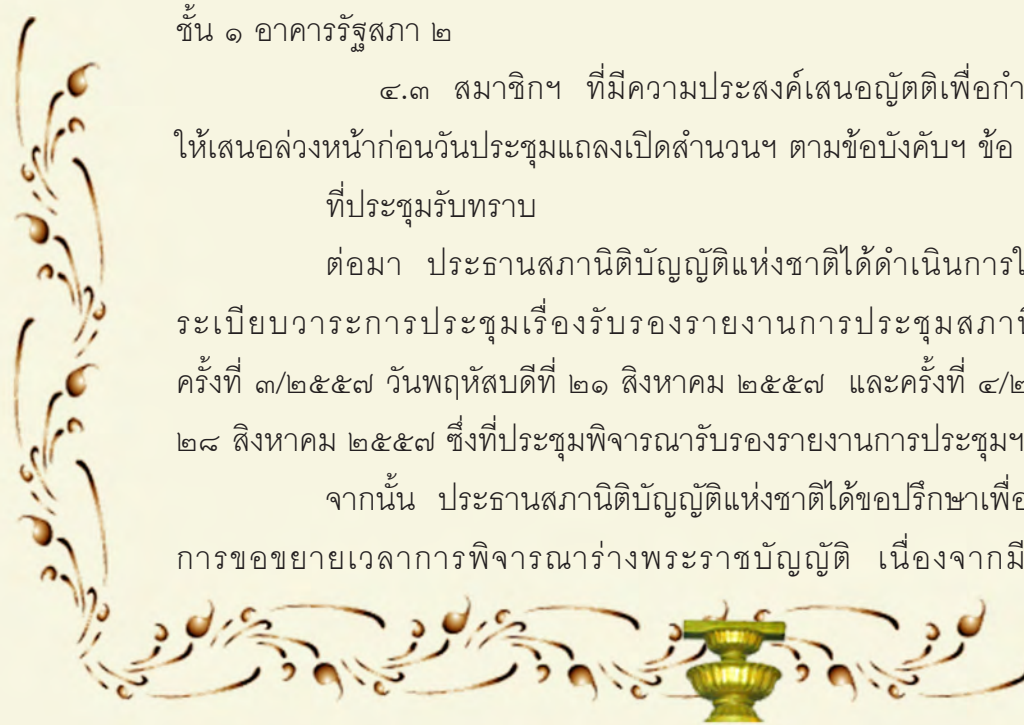 ชั้น ๑ อาคารรัฐสภา ๒
๔.๓ สมาชิกฯ ที่มีความประสงค์เสนอญัตติเพื่อกำ
ให้เสนอล่วงหน้าก่อนวันประชุมแถลงเปิดสำนวนฯ ตามข้อบังคับฯ ข้อ
ที่ประชุมรับทราบ
ต่อมา ประธานสภานิติบัญญัติแห่งชาติได้ดำเนินการใ
ระเบียบวาระการประชุมเรื่องรับรองรายงานการประชุมสภานิ
ครั้งที่ ๓/๒๕๕๗ วันพฤหัสบดีที่ ๒๑ สิงหาคม ๒๕๕๗ และครั้งที่ ๔/๒
๒๘ สิงหาคม ๒๕๕๗ ซึ่งที่ประชุมพิจารณารับรองรายงานการประชุมฯ
จากนั้น ประธานสภานิติบัญญัติแห่งชาติได้ขอปรึกษาเพื่อ
การขอขยายเวลาการพิจารณาร่างพระราชบัญญัติ เนื่องจากมี